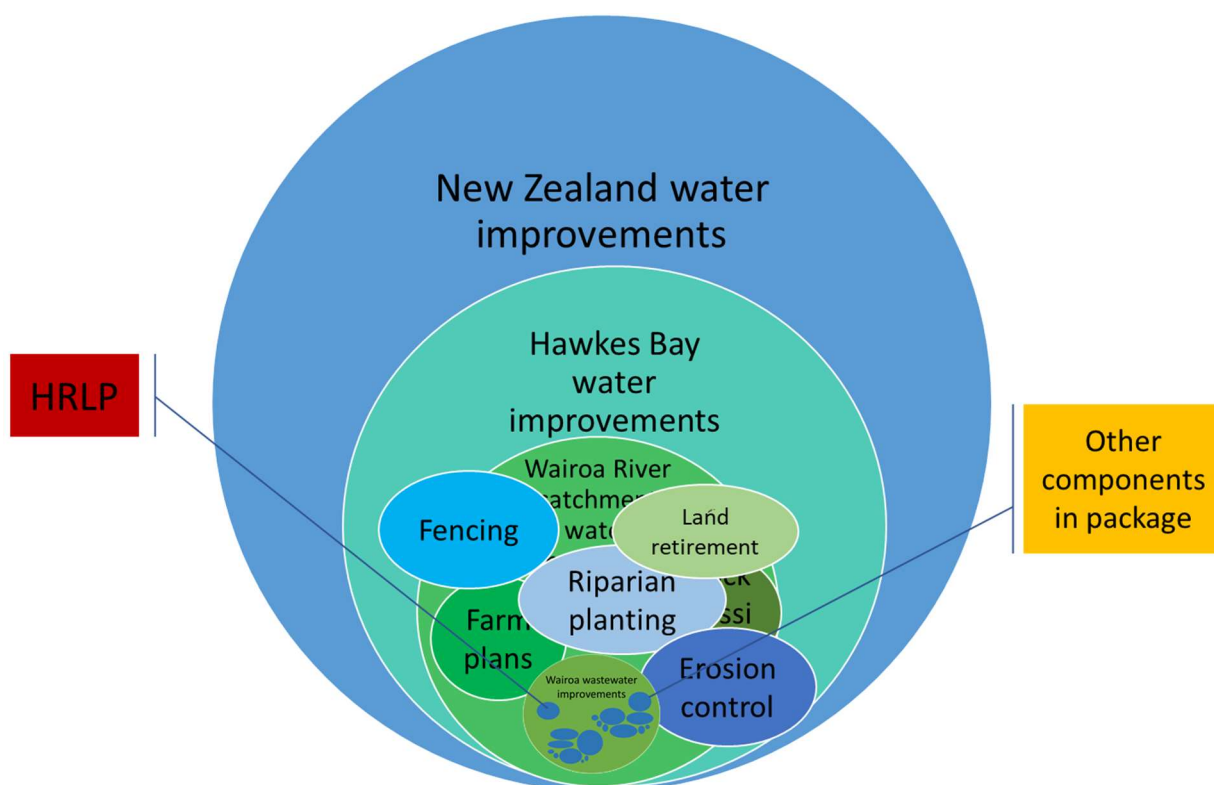 New Zealand water
improvements
Hawkes Bay
water
improvements
HRLP
Other
components
in package
Wairoa River
Fencing
Land
retirement
Riparian
planting
Farm
plans
Erosion
control
Wairoa wastewater
improvements